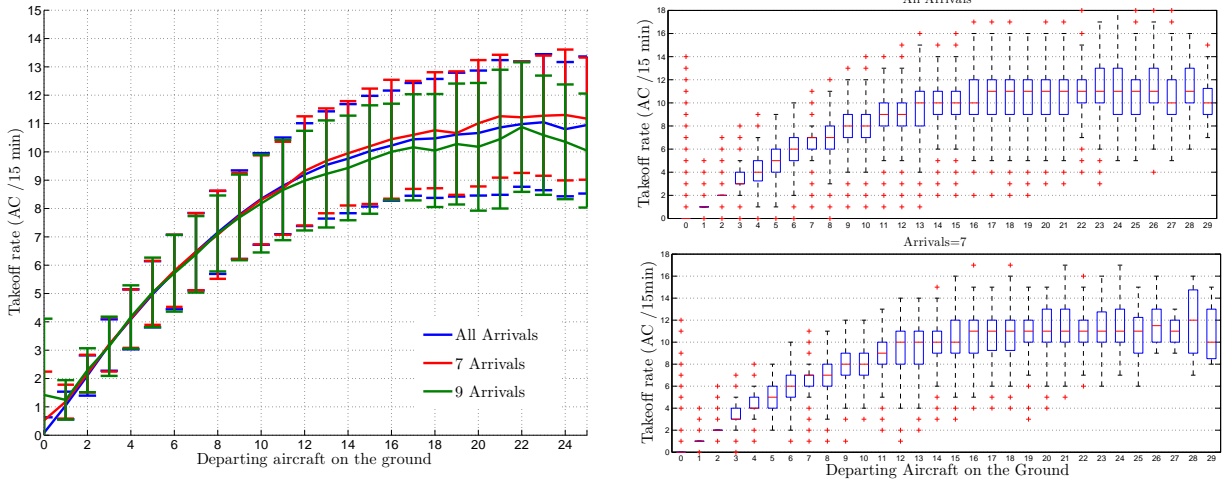 15
14
13
12
11
10
9
8
7
6
5
4
3
2
1
0
Takeoff rate (AC /15 min)
0 2 4 6 8 10 12 14 16 18 20 22 24
Departing aircraft on the ground
All Arrivals
7 Arrivals
9 Arrivals
All Arrivals
18
16
14
12
10
8
6
4
2
0
Takeoff rate (AC /15 min)
0 1 2 3 4 5 6 7 8 9 10 11 12 13 14 15 16 17 18 19 20 21 22 23 24 25 26 27 28 29
Arrivals=7
18
16
14
12
10
8
6
4
2
0
Takeoff rate (AC /15min)
0 1 2 3 4 5 6 7 8 9 10 11 12 13 14 15 16 17 18 19 20 21 22 23 24 25 26 27 28 29
Departing Aircraft on the Ground